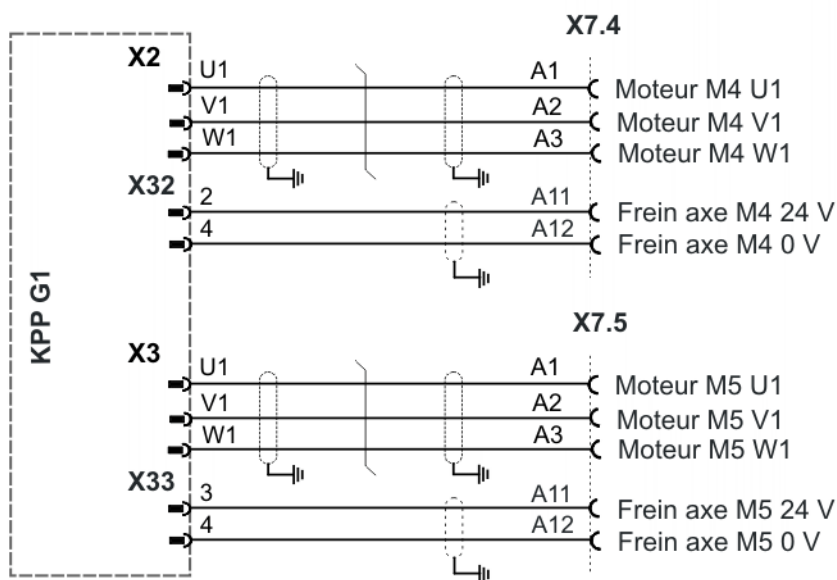 X7.4
X2
U1 A1 Moteur M4 U1
V1 A2 Moteur M4 V1
W1 A3 Moteur M4 W1
X32
2 A11 Frein axe M4 24 V
4 A12 Frein axe M4 0 V
KPP G1
X7.5
X3
U1 A1 Moteur M5 U1
V1 A2 Moteur M5 V1
W1 A3 Moteur M5 W1
X33
3 A11 Frein axe M5 24 V
4 A12 Frein axe M5 0 V